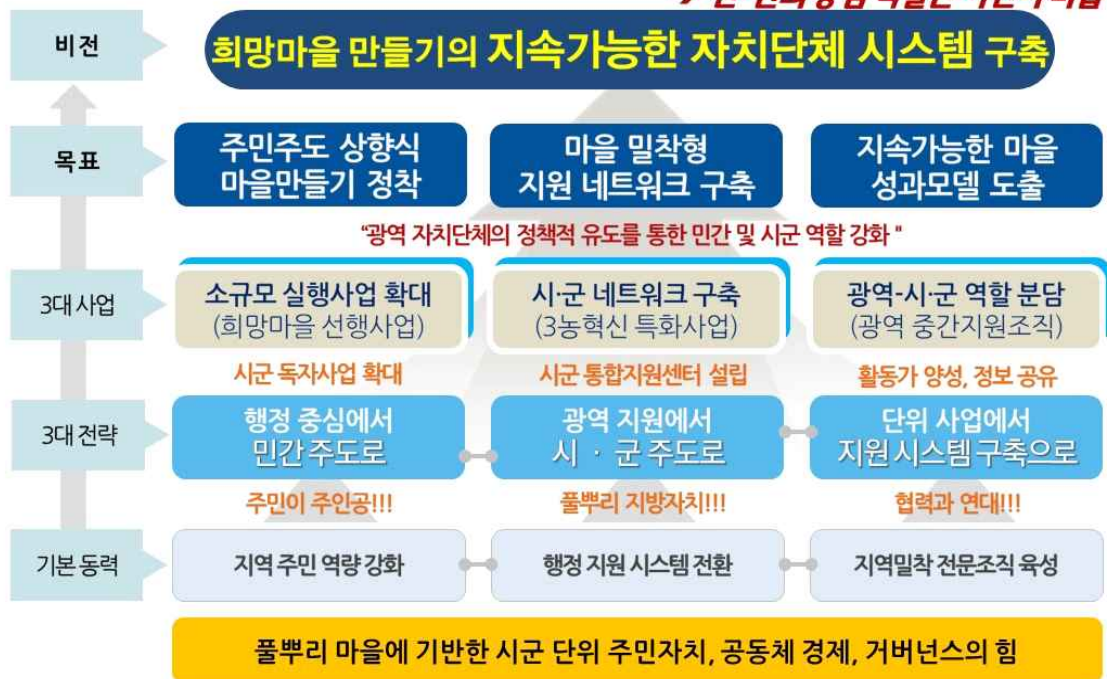 비전
희망마을 만들기의 지속가능한 자치단체 시스템 구축
목표
주민주도 상향식
마을만들기 정착
마을 밀착형
지원 네트워크 구축
지속가능한 마을
성과모델 도출
"광역 자치단체의 정책적 유도를 통한 민간 및 시군 역할 강화 "
3대 사업
소규모 실행사업 확대
(희망마을 선행사업)
시·군 네트워크 구축
(3농혁신 특화사업)
광역-시·군 역할 분담
(광역 중간지원조직)
시군 독자사업 확대
시군 통합지원센터 설립
활동가 양성, 정보 공유
3대 전략
행정 중심에서
민간 주도로
광역 지원에서
시 · 군 주도로
단위 사업에서
지원 시스템 구축으로
주민이 주인공!!!
풀뿌리 지방자치!!!
협력과 연대!!!
기본 동력
지역 주민 역량 강화
행정 지원 시스템 전환
지역밀착 전문조직 육성
풀뿌리 마을에 기반한 시군 단위 주민자치, 공동체 경제, 거버넌스의 힘